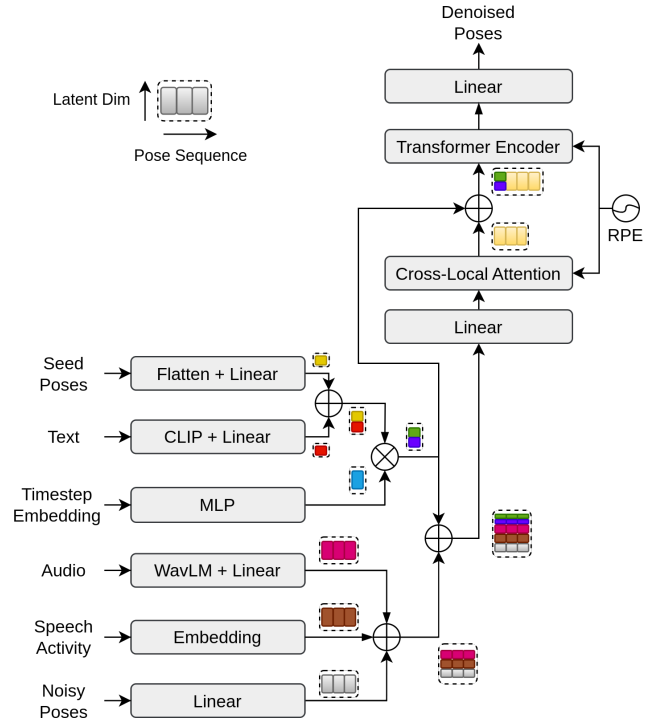 Denoised
Poses
Linear
Latent Dim
Pose Sequence
Transformer Encoder
RPE
Cross-Local Attention
Linear
Seed
Poses
Flatten + Linear
Text
CLIP + Linear
Timestep
Embedding
MLP
Audio
WavLM + Linear
Speech
Activity
Embedding
Noisy
Poses
Linear